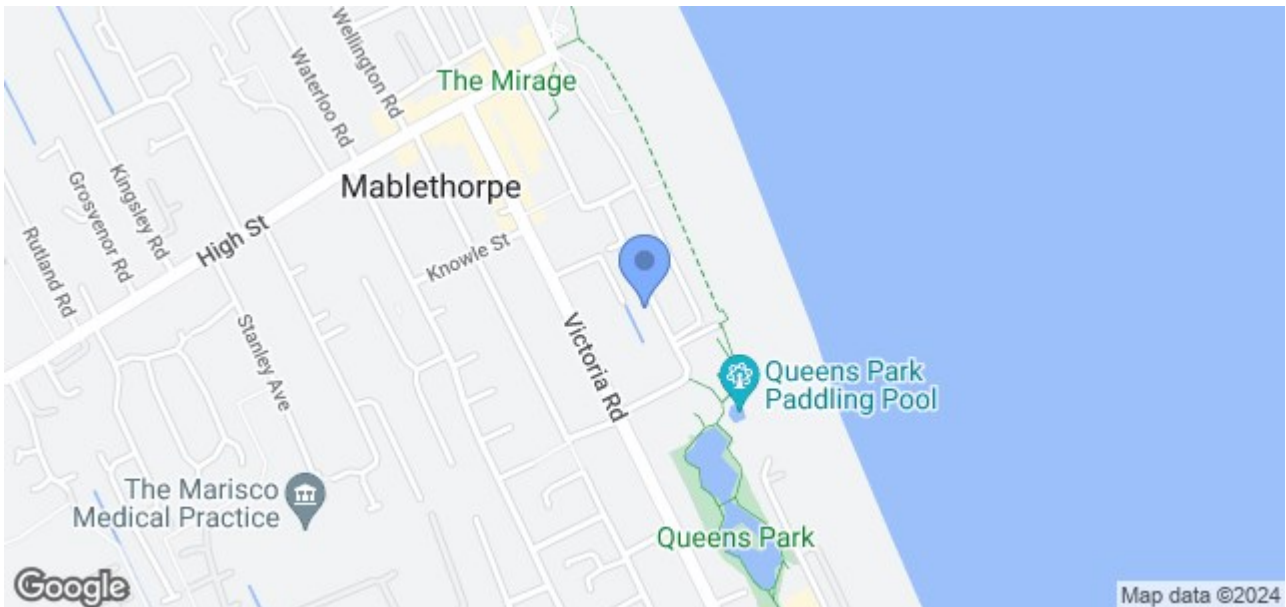 Wellington Rd
Waterloo Rd
The Mirage
Kingsley Rd
Grosvenor Rd
Rutland Rd
High St
Mablethorpe
Knowle St
Stanley Ave
Victoria Rd
Queens Park
Paddling Pool
The Marisco
Medical Practice
Queens Park
Google
Map data ©2024